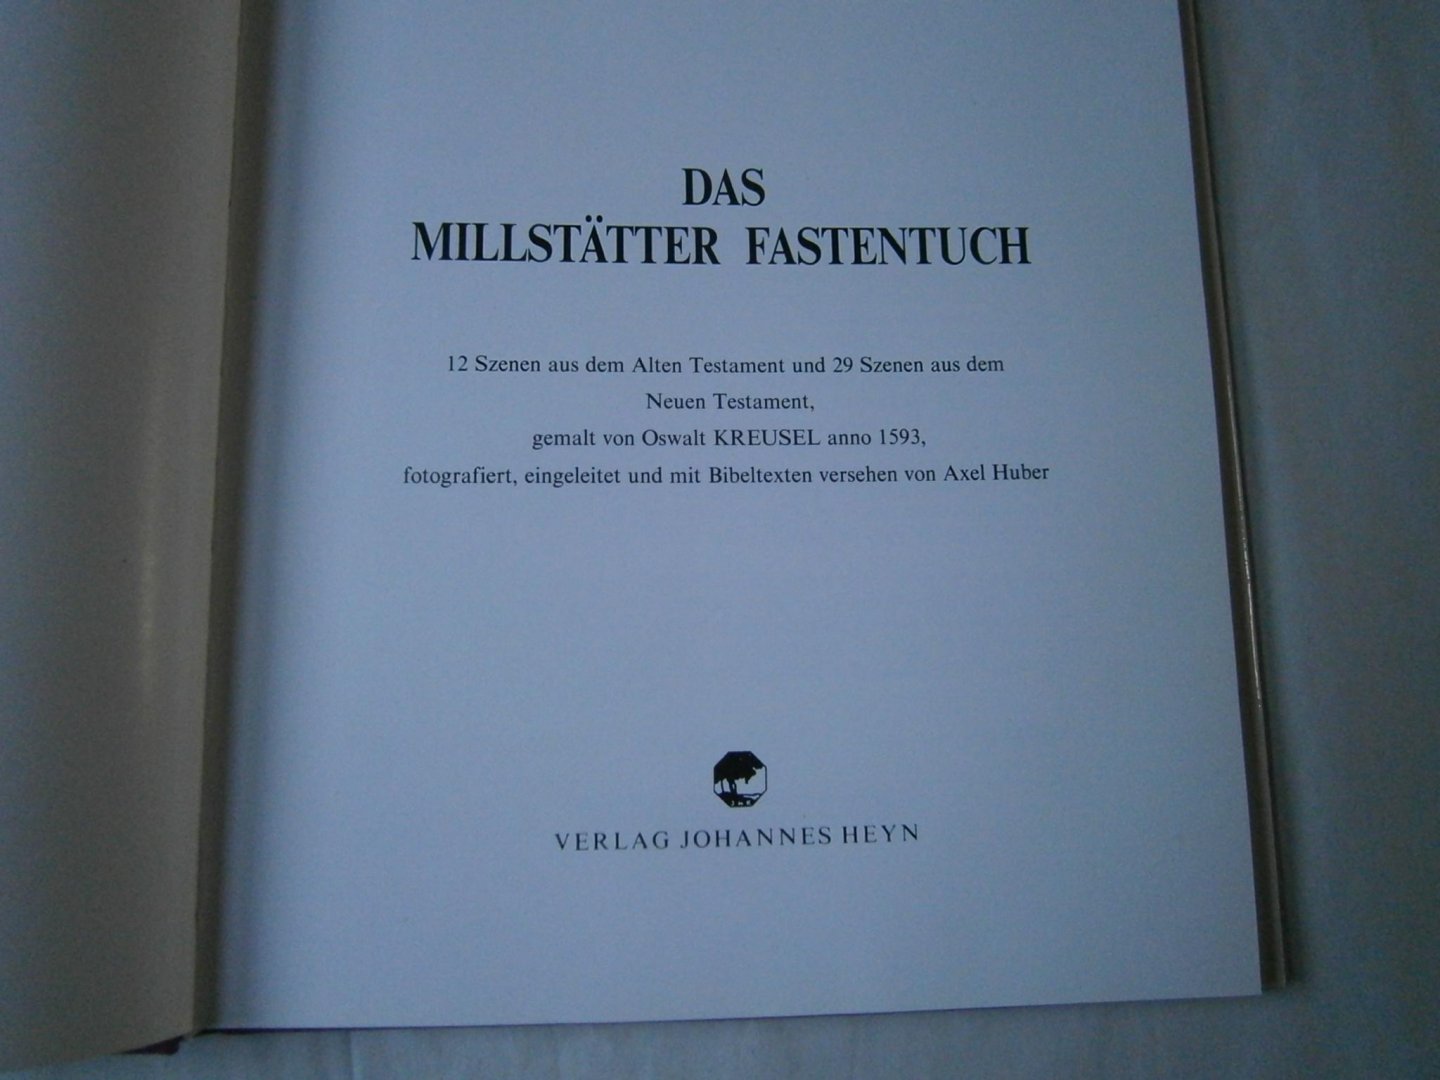 DAS
MILLSTÄTTER FASTENTUCH
12 Szenen aus dem Alten Testament und 29 Szenen aus dem
Neuen Testament,
gemalt von Oswalt KREUSEL anno 1593,
fotografiert, eingeleitet und mit Bibeltexten versehen von Axel Huber
VERLAG JOHANNES HEYN